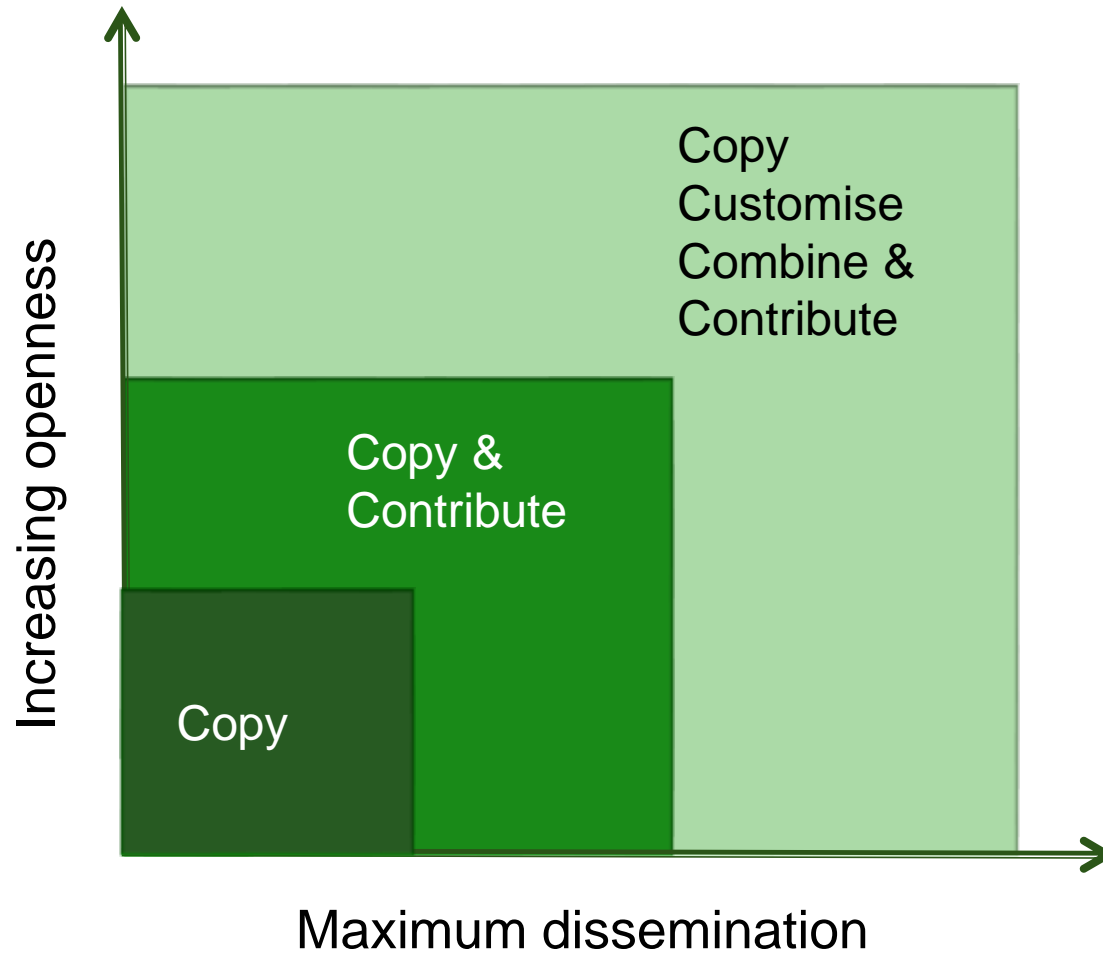 Increasing openness
Copy
Customise
Combine &
Contribute
Copy &
Contribute
Copy
Maximum dissemination